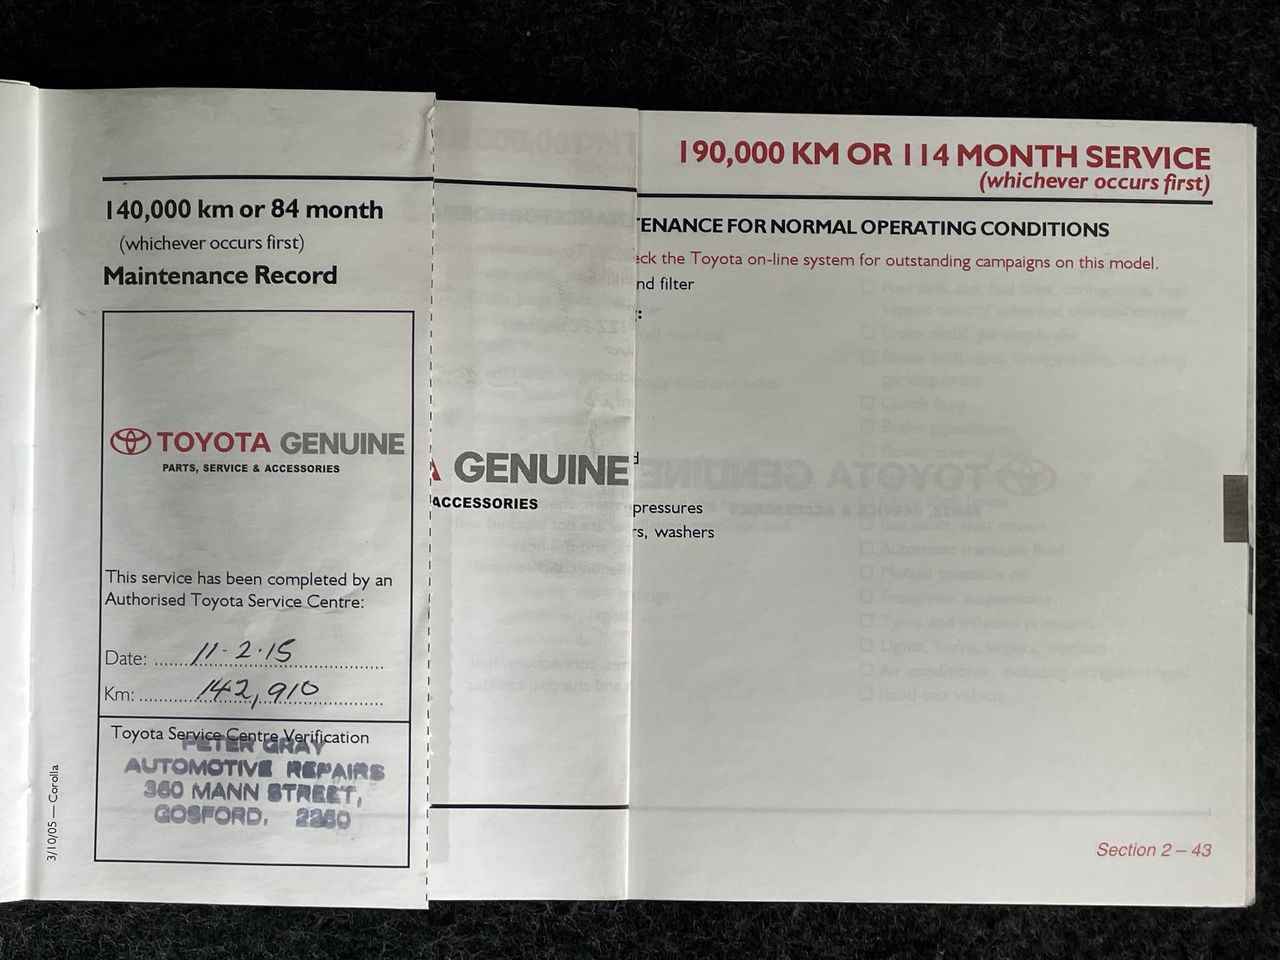 140,000 km or 84 month
(whichever occurs first)
Maintenance Record
TOYOTA GENUINE
PARTS, SERVICE & ACCESSORIES
This service has been completed by an
Authorised Toyota Service Centre:
Date: 11-2-15
Km: 142,910
Toyota Service Centre Verification
PETER GRAY
AUTOMOTIVE REPAIRS
360 MANN STREET,
GOSFORD. 2250
3/10/05 — Corolla
A GENUINE
ACCESSORIES
190,000 KM OR 114 MONTH SERVICE
(whichever occurs first)
TENANCE FOR NORMAL OPERATING CONDITIONS
eck the Toyota on-line system for outstanding campaigns on this model.
nd filter
:
d
pressures
rs, washers
Section 2 – 43